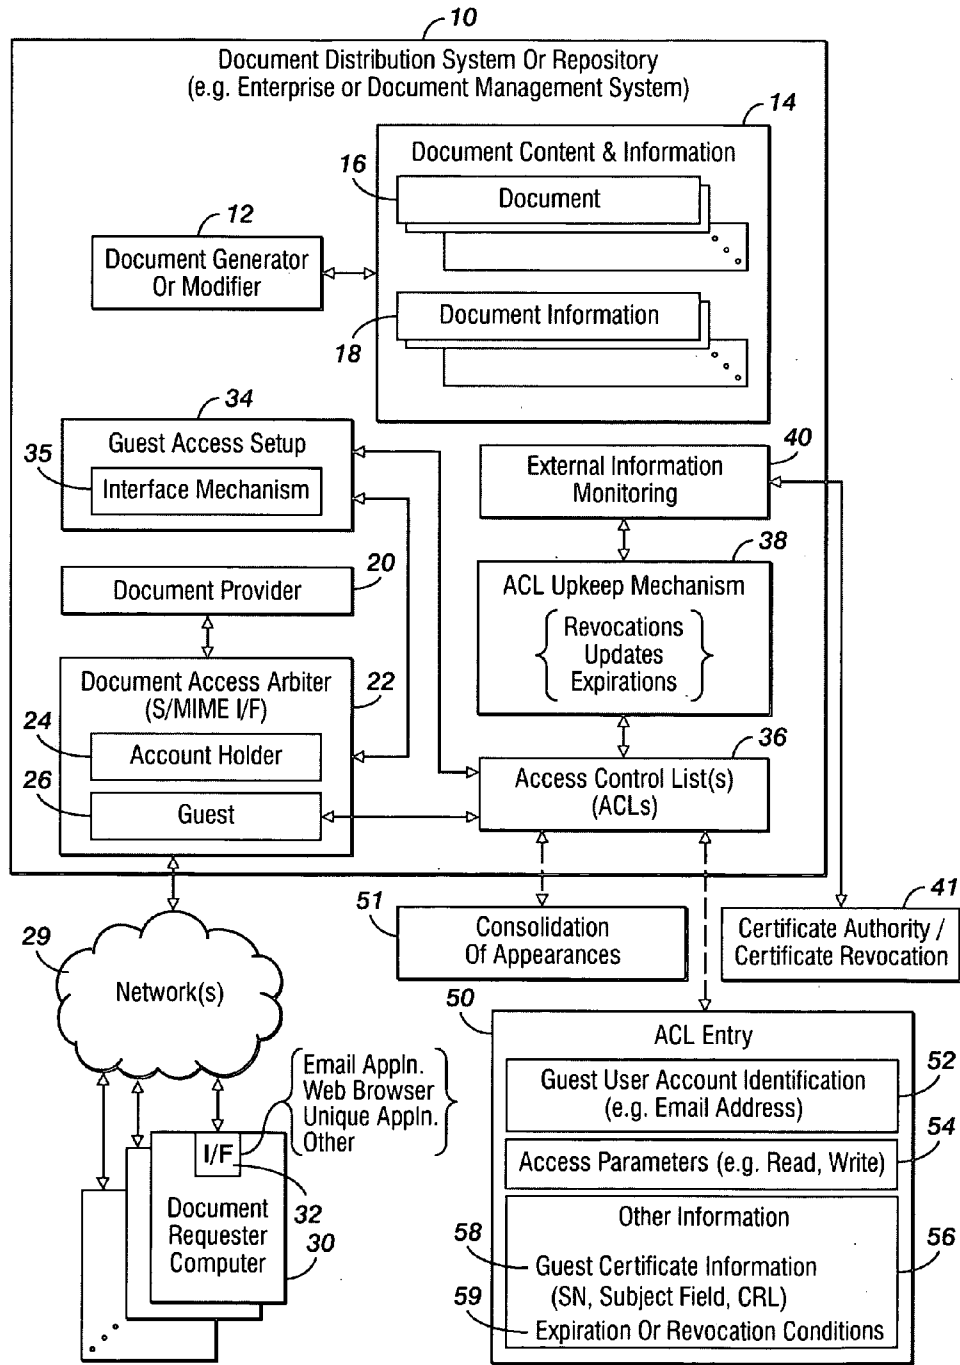 10
Document Distribution System Or Repository
(e.g. Enterprise or Document Management System)
14
Document Content & Information
16
Document
12
Document Generator
Or Modifier
Document Information
18
34
Guest Access Setup
35
Interface Mechanism
40
External Information
Monitoring
38
ACL Upkeep Mechanism
Revocations
Updates
Expirations
20
Document Provider
Document Access Arbiter
(S/MIME I/F)
22
24
Account Holder
26
Guest
36
Access Control List(s)
(ACLs)
51
Consolidation
Of Appearances
41
Certificate Authority /
Certificate Revocation
29
Network(s)
Email Appln.
Web Browser
Unique Appln.
Other
I/F
32
Document
Requester
Computer
30
50
ACL Entry
52
Guest User Account Identification
(e.g. Email Address)
54
Access Parameters (e.g. Read, Write)
Other Information
56
58
Guest Certificate Information
(SN, Subject Field, CRL)
59
Expiration Or Revocation Conditions